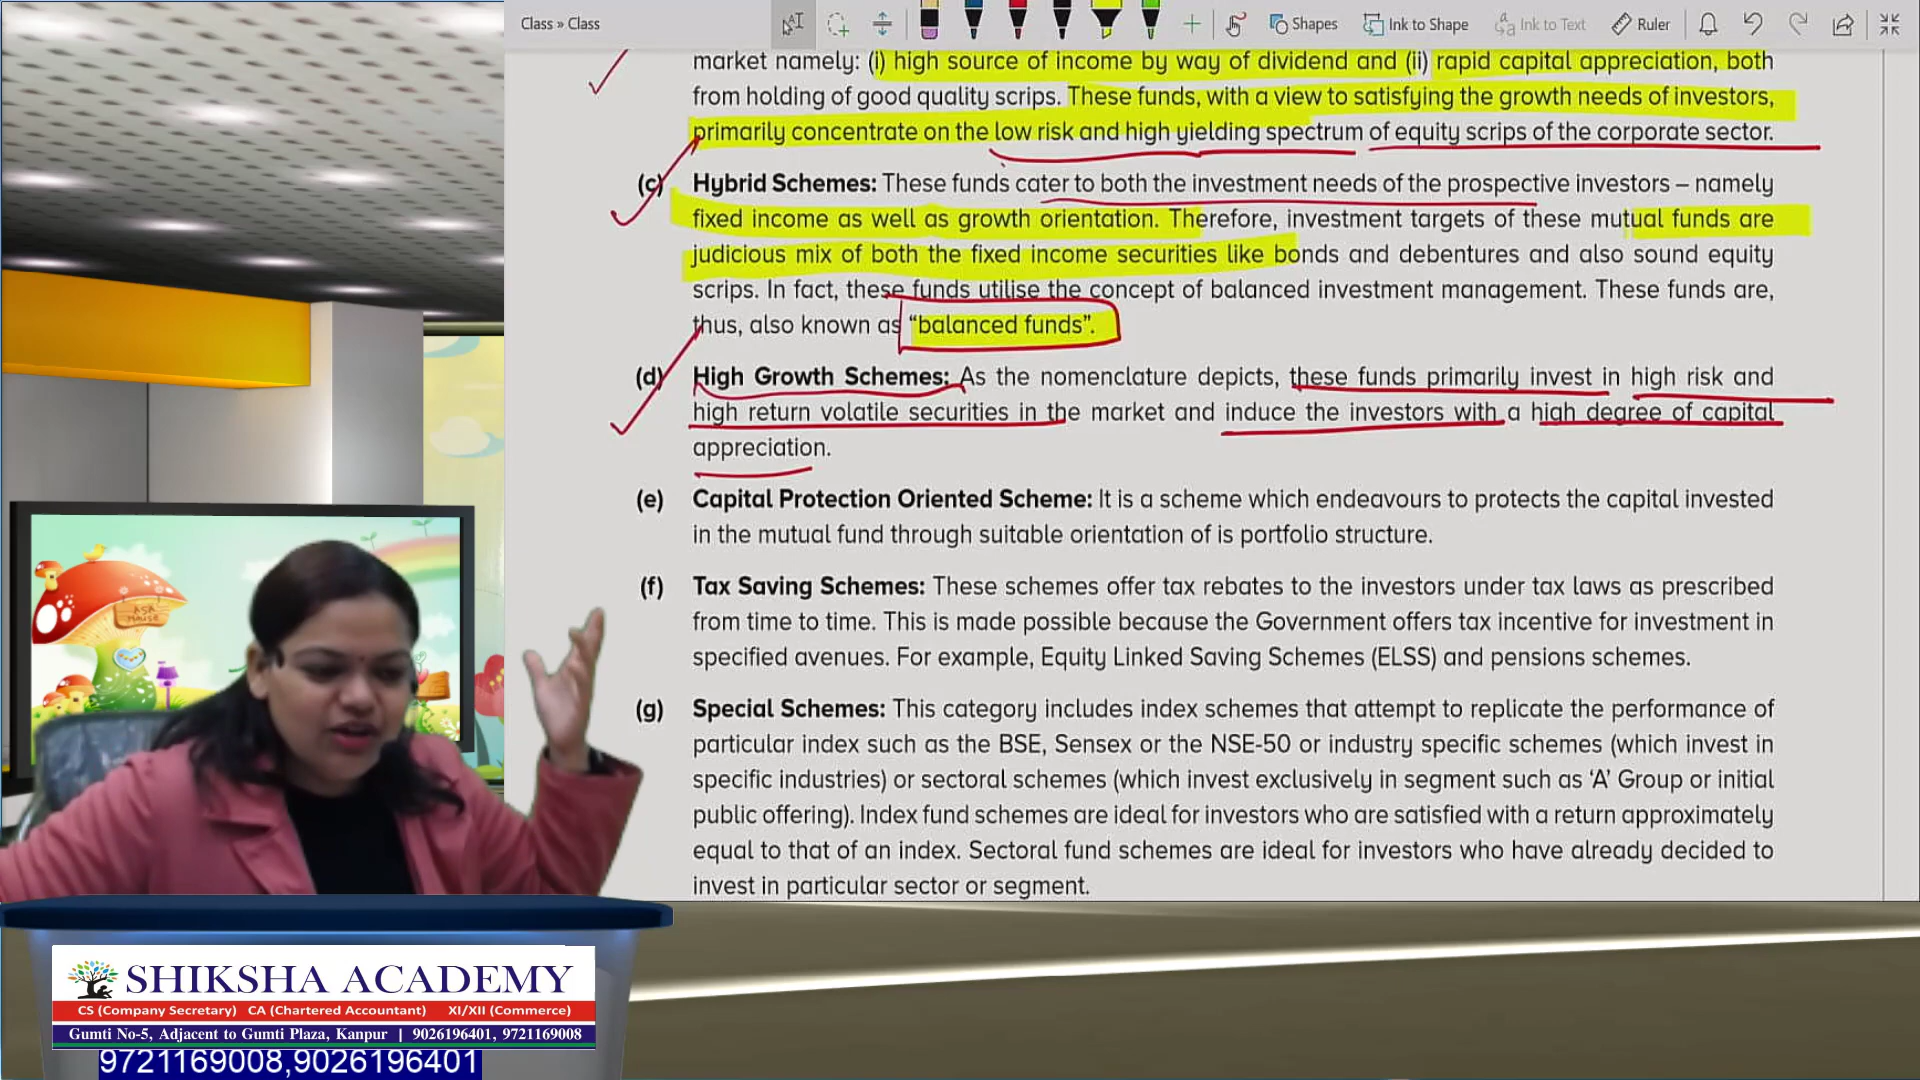 Class » Class
Shapes
Ink to Shape
Ink to Text
Ruler
market namely: (i) high source of income by way of dividend and (ii) rapid capital appreciation, both
from holding of good quality scrips. These funds, with a view to satisfying the growth needs of investors,
primarily concentrate on the low risk and high yielding spectrum of equity scrips of the corporate sector.
(c) Hybrid Schemes: These funds cater to both the investment needs of the prospective investors – namely
fixed income as well as growth orientation. Therefore, investment targets of these mutual funds are
judicious mix of both the fixed income securities like bonds and debentures and also sound equity
scrips. In fact, these funds utilise the concept of balanced investment management. These funds are,
thus, also known as “balanced funds”.
(d) High Growth Schemes: As the nomenclature depicts, these funds primarily invest in high risk and
high return volatile securities in the market and induce the investors with a high degree of capital
appreciation.
(e) Capital Protection Oriented Scheme: It is a scheme which endeavours to protects the capital invested
in the mutual fund through suitable orientation of is portfolio structure.
(f) Tax Saving Schemes: These schemes offer tax rebates to the investors under tax laws as prescribed
from time to time. This is made possible because the Government offers tax incentive for investment in
specified avenues. For example, Equity Linked Saving Schemes (ELSS) and pensions schemes.
(g) Special Schemes: This category includes index schemes that attempt to replicate the performance of
particular index such as the BSE, Sensex or the NSE-50 or industry specific schemes (which invest in
specific industries) or sectoral schemes (which invest exclusively in segment such as ‘A’ Group or initial
public offering). Index fund schemes are ideal for investors who are satisfied with a return approximately
equal to that of an index. Sectoral fund schemes are ideal for investors who have already decided to
invest in particular sector or segment.
SHIKSHA ACADEMY
CS (Company Secretary) CA (Chartered Accountant) XI/XII (Commerce)
Gumti No-5, Adjacent to Gumti Plaza, Kanpur | 9026196401, 9721169008
9721169008,9026196401